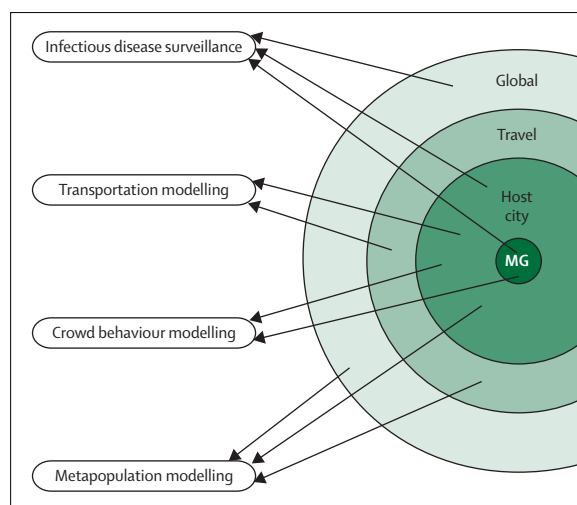 Infectious disease surveillance
Global
Travel
Transportation modelling
Host
city
MG
Crowd behaviour modelling
Metapopulation modelling